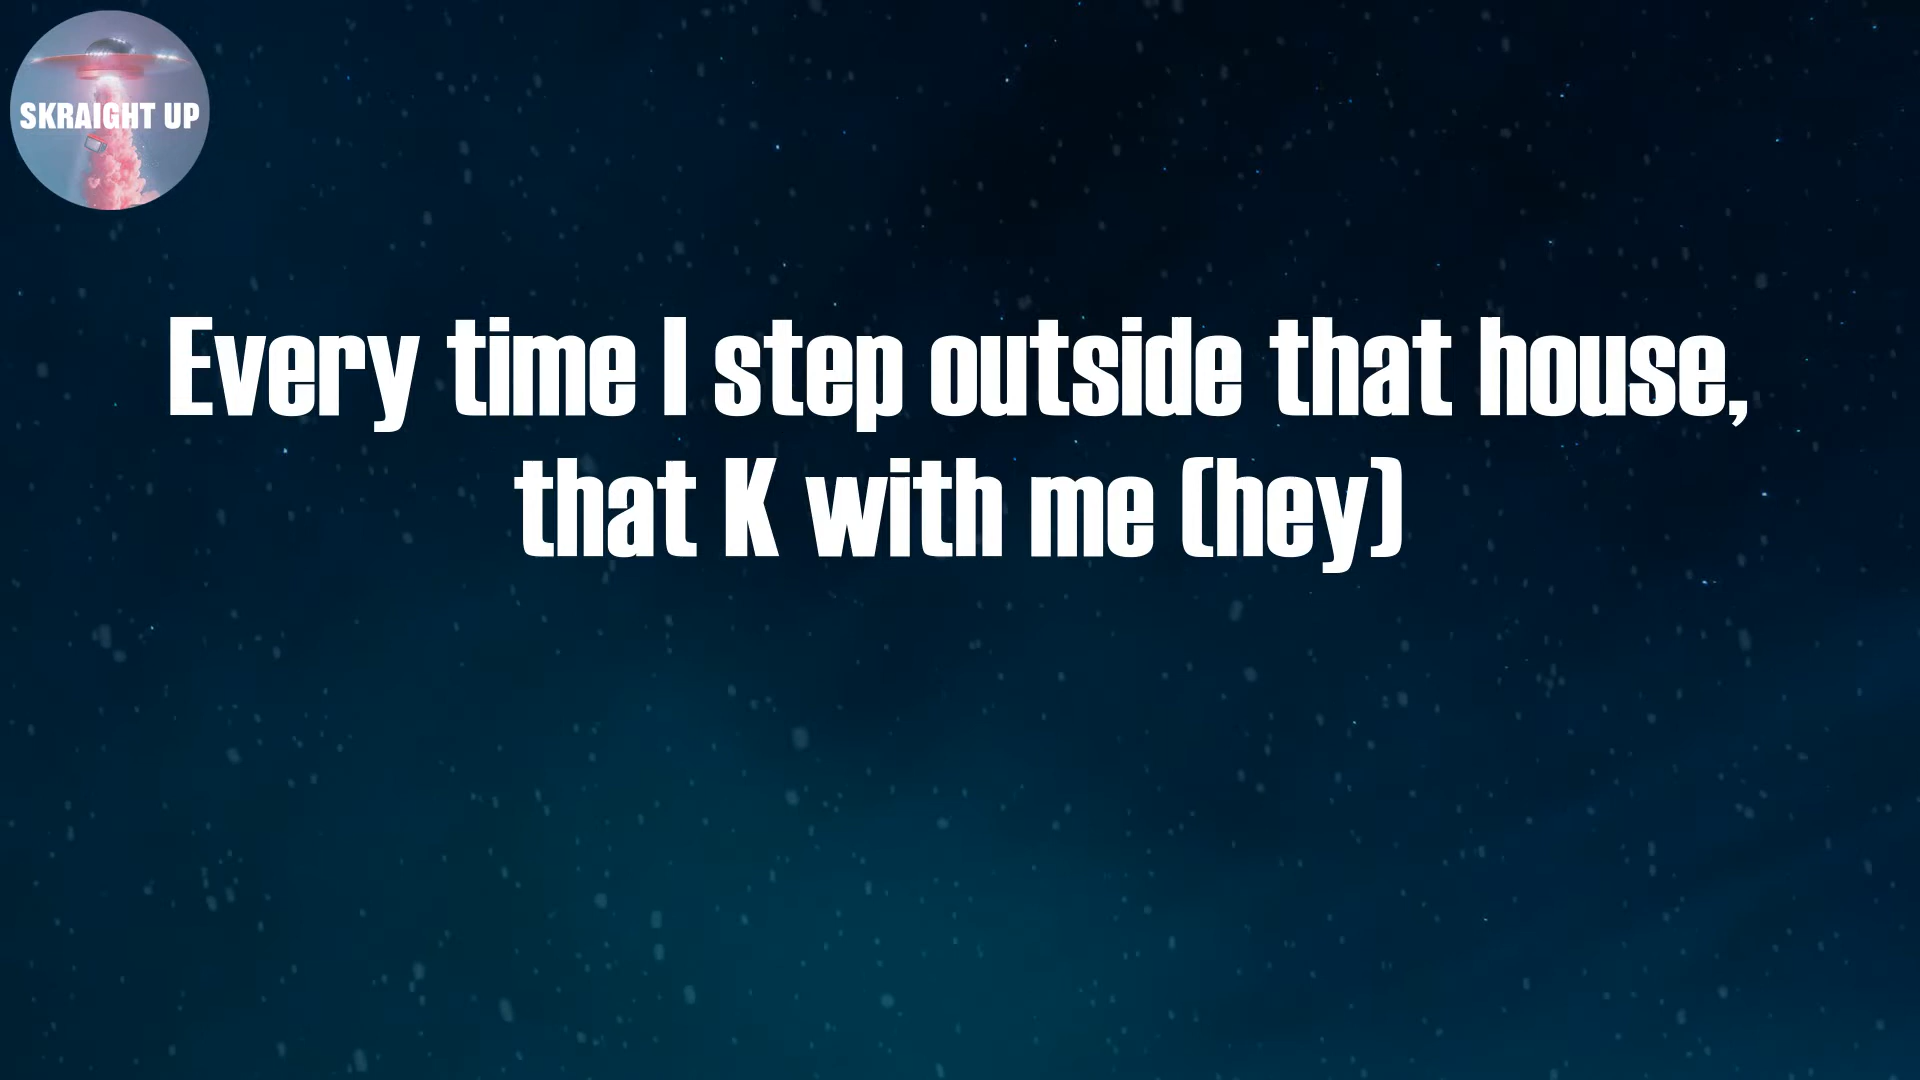 SKRAIGHT UP
Every time I step outside that house,
that K with me (hey)